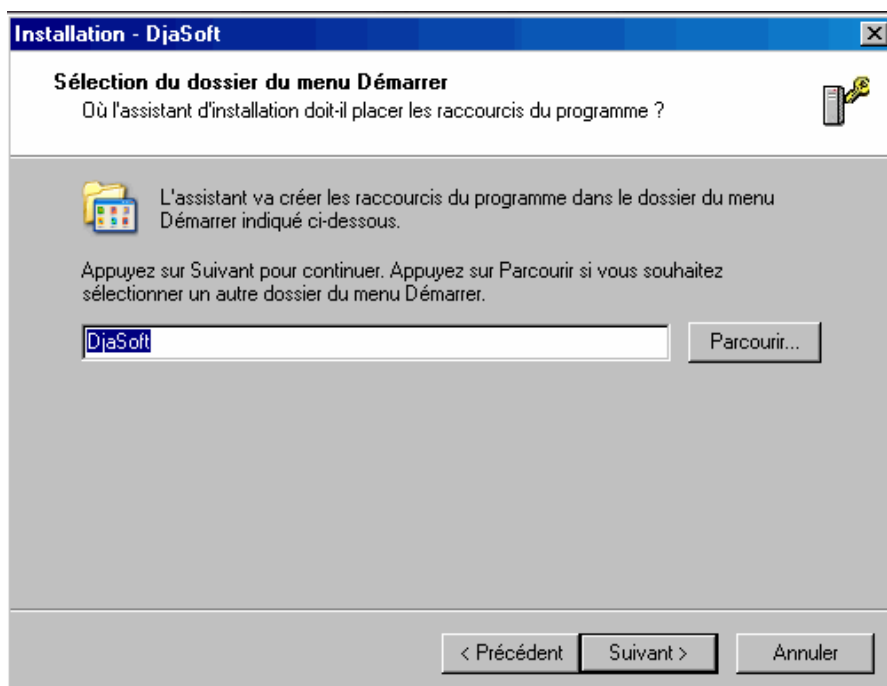 Installation - DjaSoft
Sélection du dossier du menu Démarrer
Où l'assistant d'installation doit-il placer les raccourcis du programme ?
L'assistant va créer les raccourcis du programme dans le dossier du menu
Démarrer indiqué ci-dessous.
Appuyez sur Suivant pour continuer. Appuyez sur Parcourir si vous souhaitez
sélectionner un autre dossier du menu Démarrer.
DjaSoft
Parcourir...
< Précédent
Suivant >
Annuler